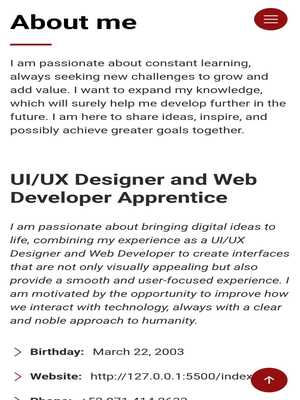 About me
I am passionate about constant learning,
always seeking new challenges to grow and
add value. I want to expand my knowledge,
which will surely help me develop further in the
future. I am here to share ideas, inspire, and
possibly achieve greater goals together.
UI/UX Designer and Web
Developer Apprentice
I am passionate about bringing digital ideas to
life, combining my experience as a UI/UX
Designer and Web Developer to create interfaces
that are not only visually appealing but also
provide a smooth and user-focused experience. I
am motivated by the opportunity to improve how
we interact with technology, always with a clear
and noble approach to humanity.
Birthday: March 22, 2003
Website: http://127.0.0.1:5500/index